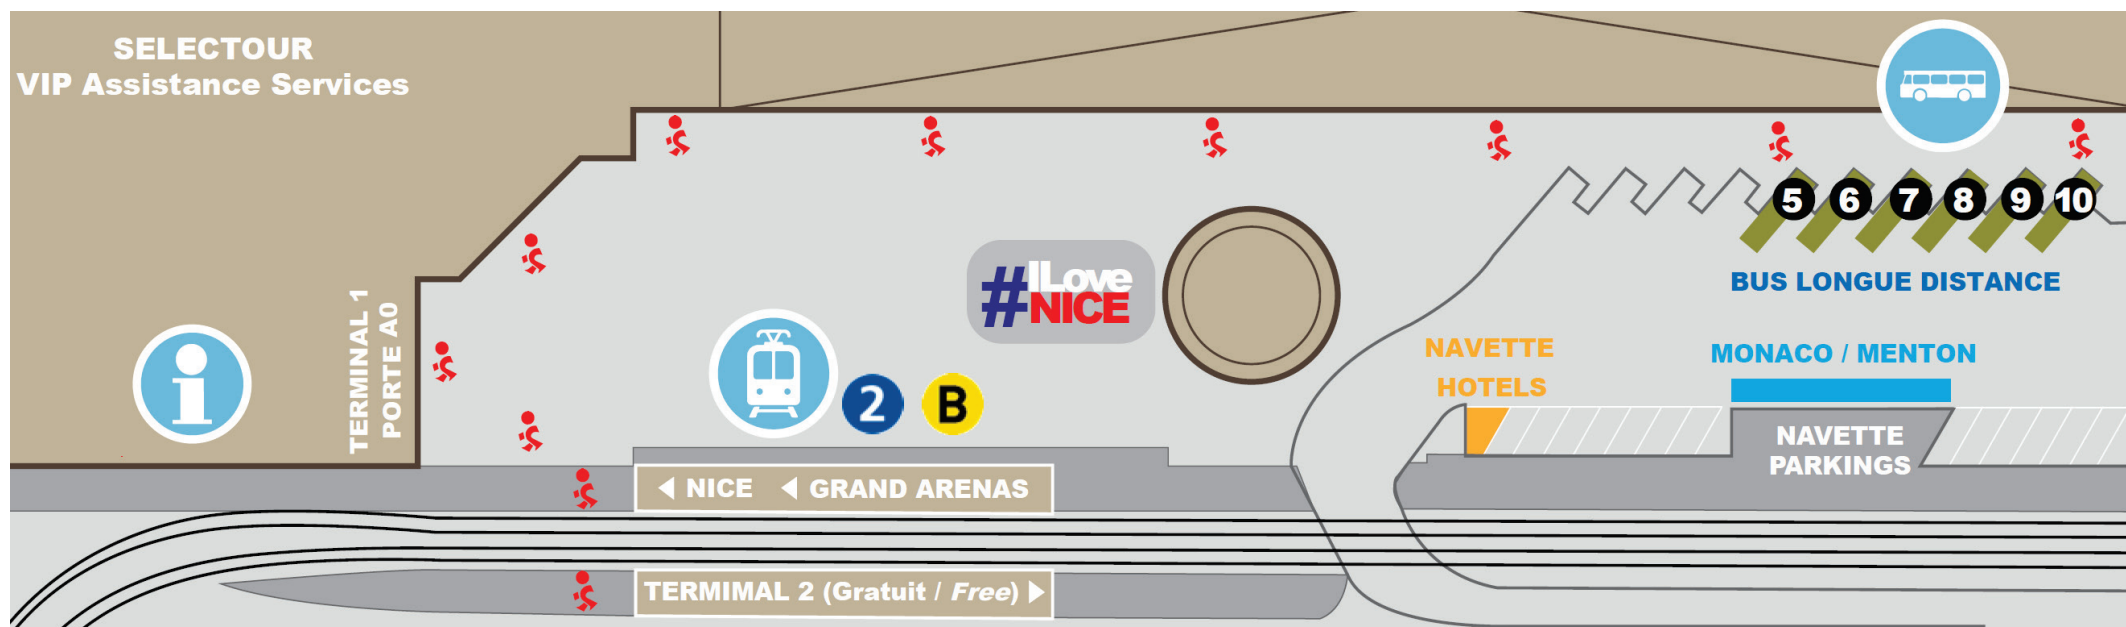 SELECTOUR
VIP Assistance Services
TERMINAL 1
PORTE A0
#ILove
NICE
2 B
5 6 7 8 9 10
BUS LONGUE DISTANCE
NAVETTE
HOTELS
MONACO / MENTON
NAVETTE
PARKINGS
NICE GRAND ARENAS
TERMIMAL 2 (Gratuit / Free)